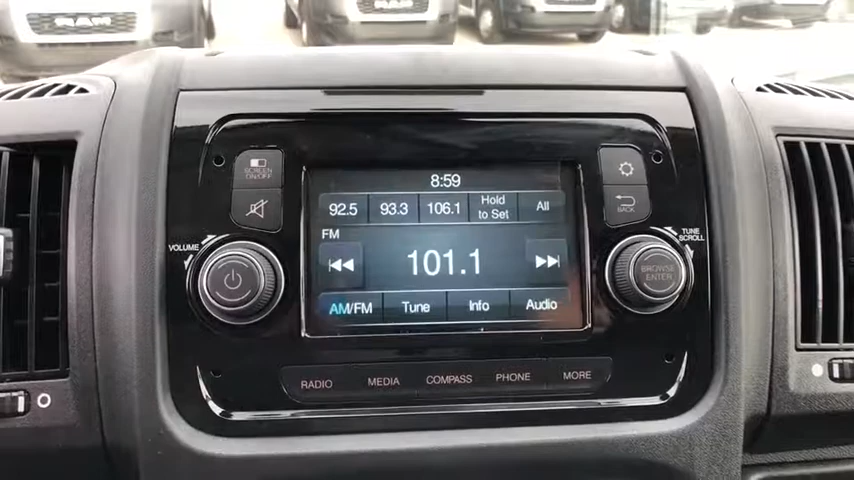 RAM
RAM
RAM
SCREEN
ON/OFF
8:59
92.5 93.3 106.1 Hold
to Set All
BACK
VOLUME
TUNE
SCROLL
FM
101.1
BROWSE
ENTER
AM/FM Tune Info Audio
RADIO MEDIA COMPASS PHONE MORE